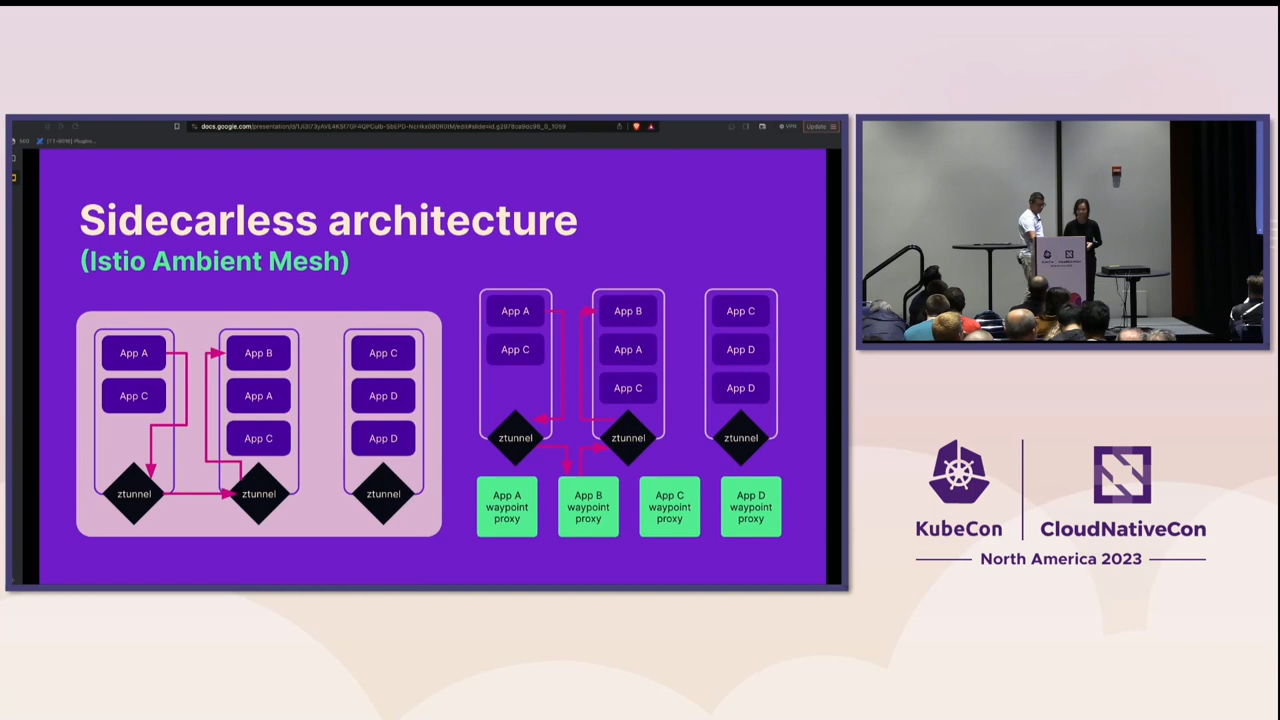 Update
Sidecarless architecture
(Istio Ambient Mesh)
App A
App C
ztunnel
App B
App A
App C
ztunnel
App C
App D
App D
ztunnel
App A
App C
ztunnel
App B
App A
App C
ztunnel
App C
App D
App D
ztunnel
App A
waypoint
proxy
App B
waypoint
proxy
App C
waypoint
proxy
App D
waypoint
proxy
KubeCon
CloudNativeCon
North America 2023